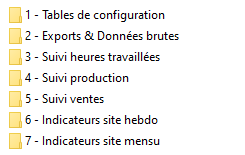 1 - Tables de configuration
2 - Exports & Données brutes
3 - Suivi heures travaillées
4 - Suivi production
5 - Suivi ventes
6 - Indicateurs site hebdo
7 - Indicateurs site mensu